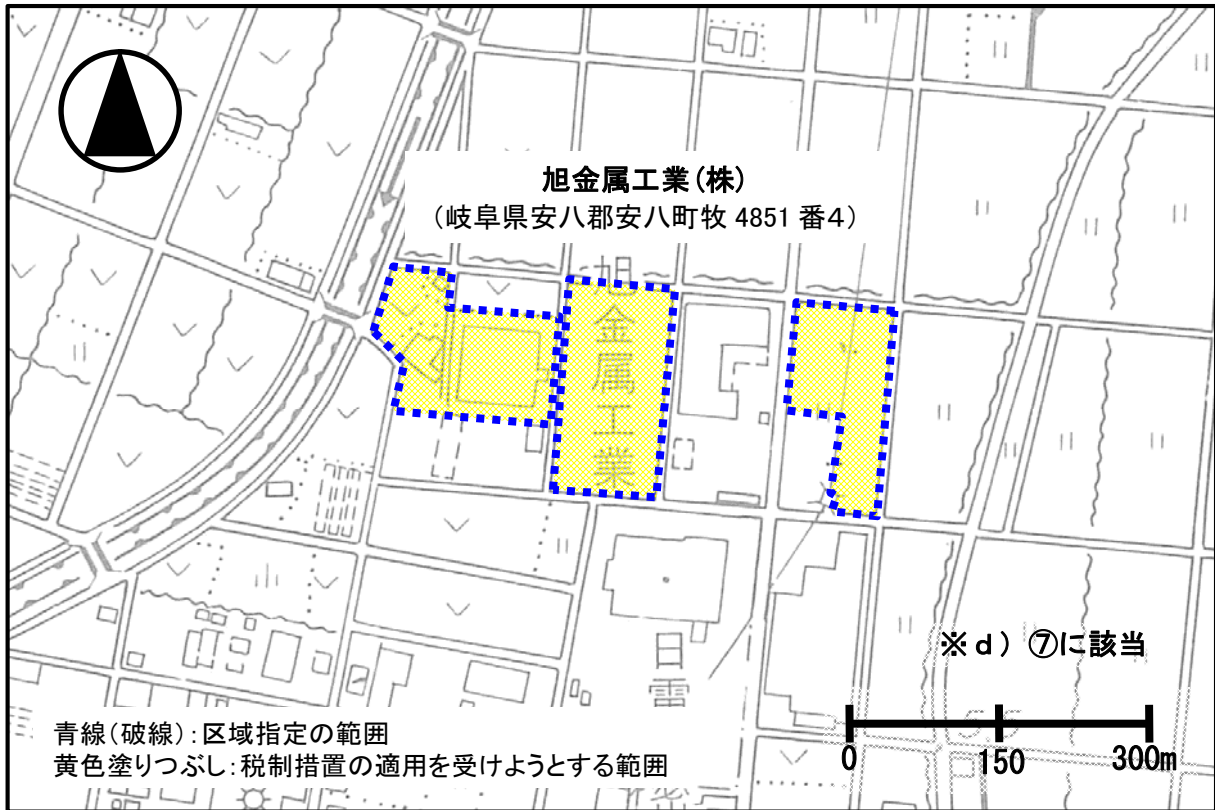 旭金属工業(株)
（岐阜県安八郡安八町牧 4851 番4）
旭金属工業
日電
※ｄ）⑦に該当
0 150 300m
青線(破線)：区域指定の範囲
黄色塗りつぶし：税制措置の適用を受けようとする範囲